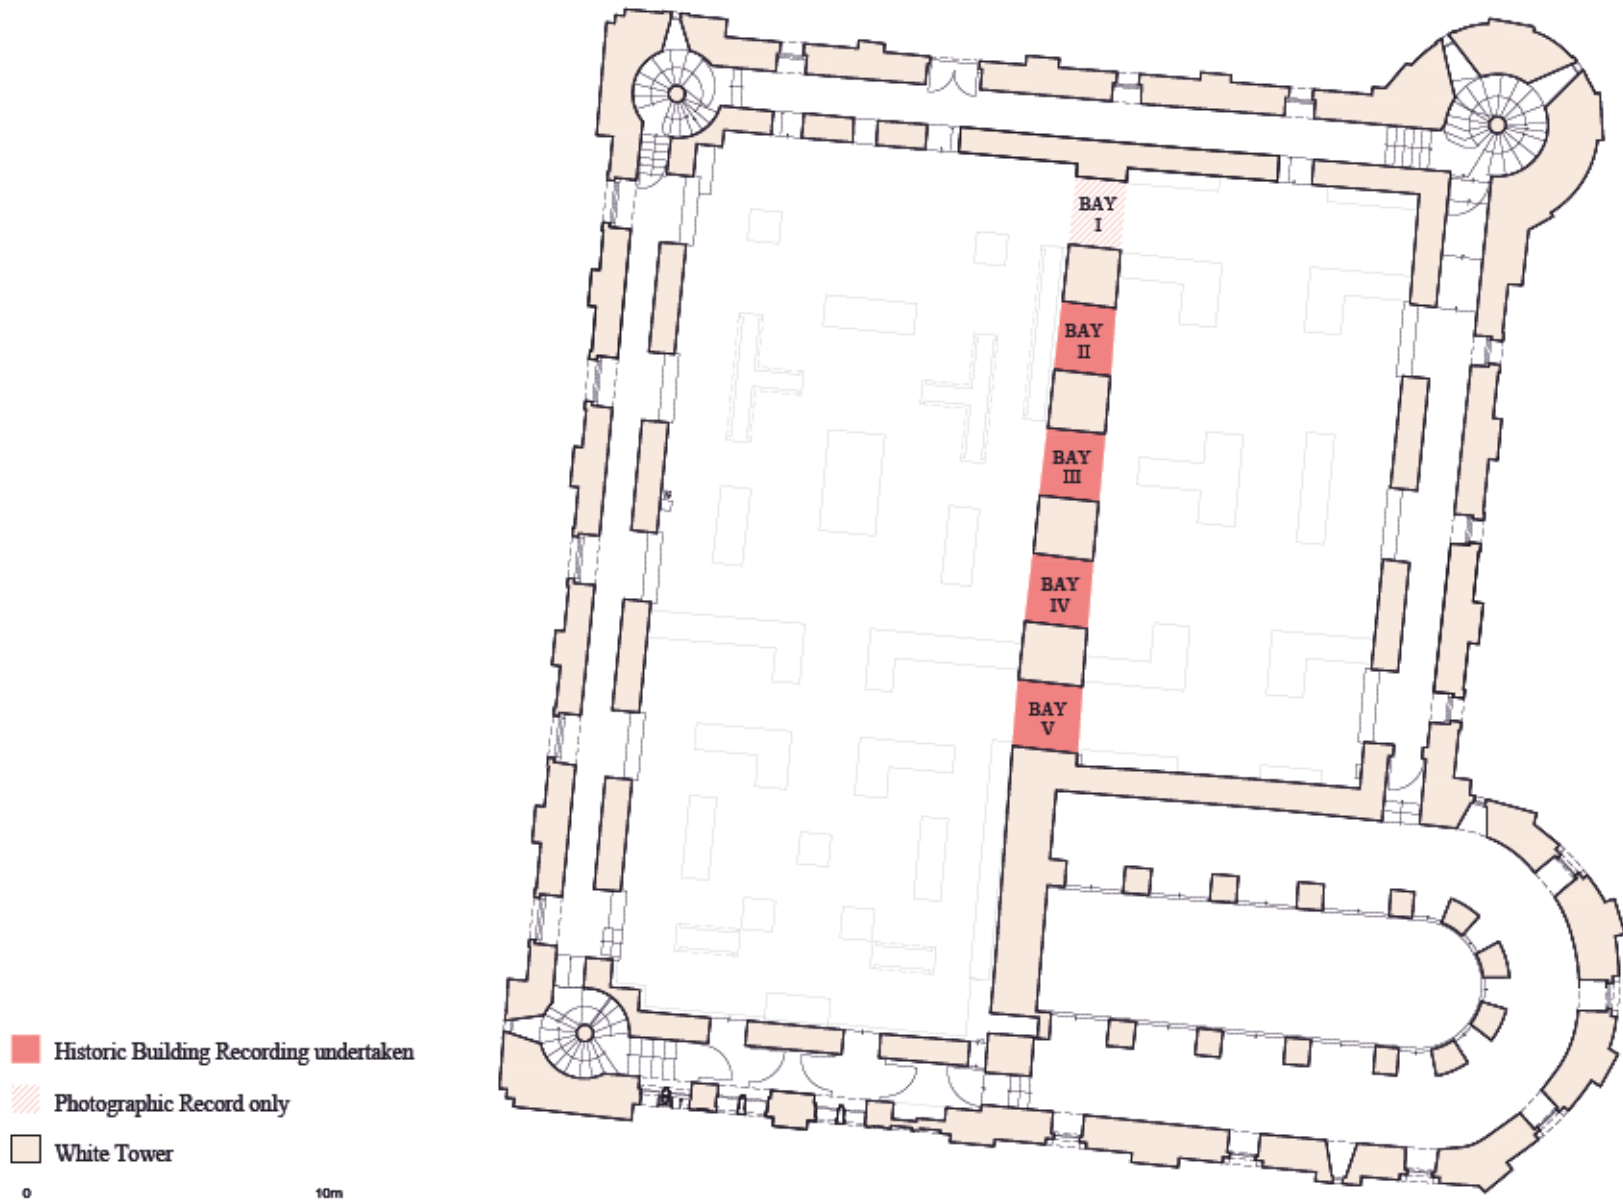 BAY
I
BAY
II
BAY
III
BAY
IV
BAY
V
Historic Building Recording undertaken
Photographic Record only
White Tower
0 10m